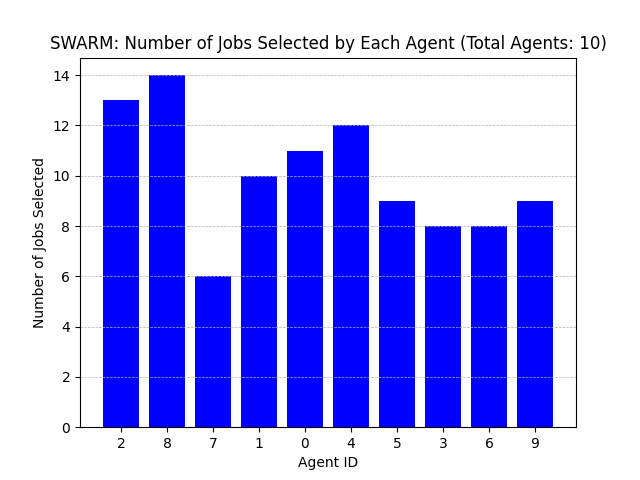 SWARM: Number of Jobs Selected by Each Agent (Total Agents: 10)
14
12
10
8
6
4
2
0
Number of Jobs Selected
2 8 7 1 0 4 5 3 6 9
Agent ID